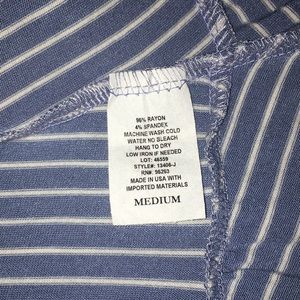 96% RAYON
4% SPANDEX
MACHINE WASH COLD
WATER NO BLEACH
HANG TO DRY
LOW IRON IF NEEDED
LOT: 46559
STYLE#: 13406-J
RN#: 96293
MADE IN USA WITH
IMPORTED MATERIALS
MEDIUM